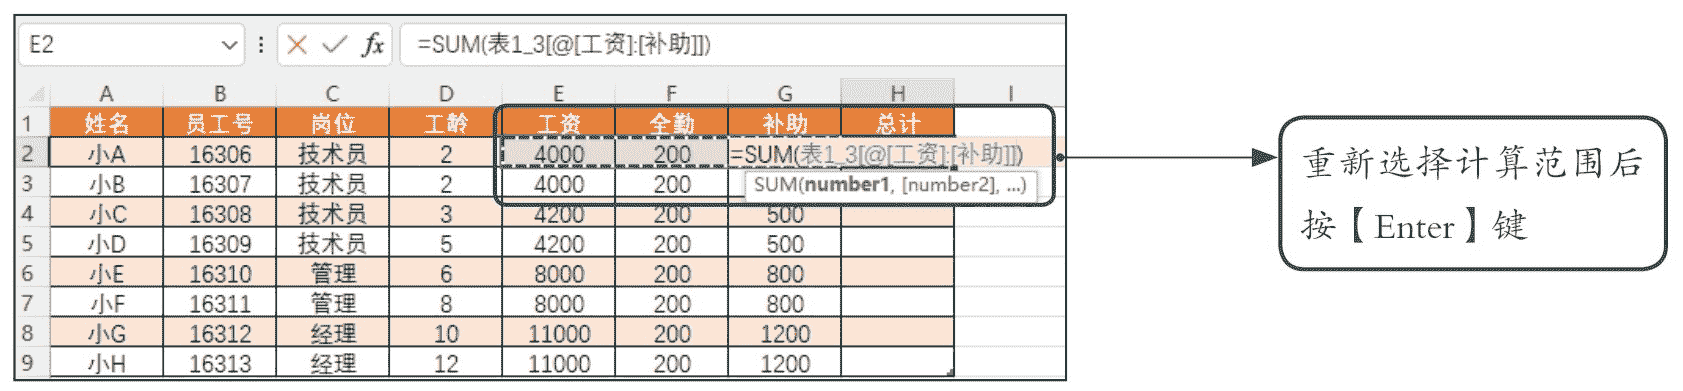 E2 fx =SUM(表1_3[@[工资]:[补助]])
A B C D E F G H I
1 姓名 员工号 岗位 工龄 工资 全勤 补助 总计
2 小A 16306 技术员 2 4000 200 =SUM(表1_3[@[工资]:[补助]])
3 小B 16307 技术员 2 4000 200 SUM(number1, [number2], ...)
4 小C 16308 技术员 3 4200 200 500
5 小D 16309 技术员 5 4200 200 500
6 小E 16310 管理 6 8000 200 800
7 小F 16311 管理 8 8000 200 800
8 小G 16312 经理 10 11000 200 1200
9 小H 16313 经理 12 11000 200 1200
重新选择计算范围后
按【Enter】键